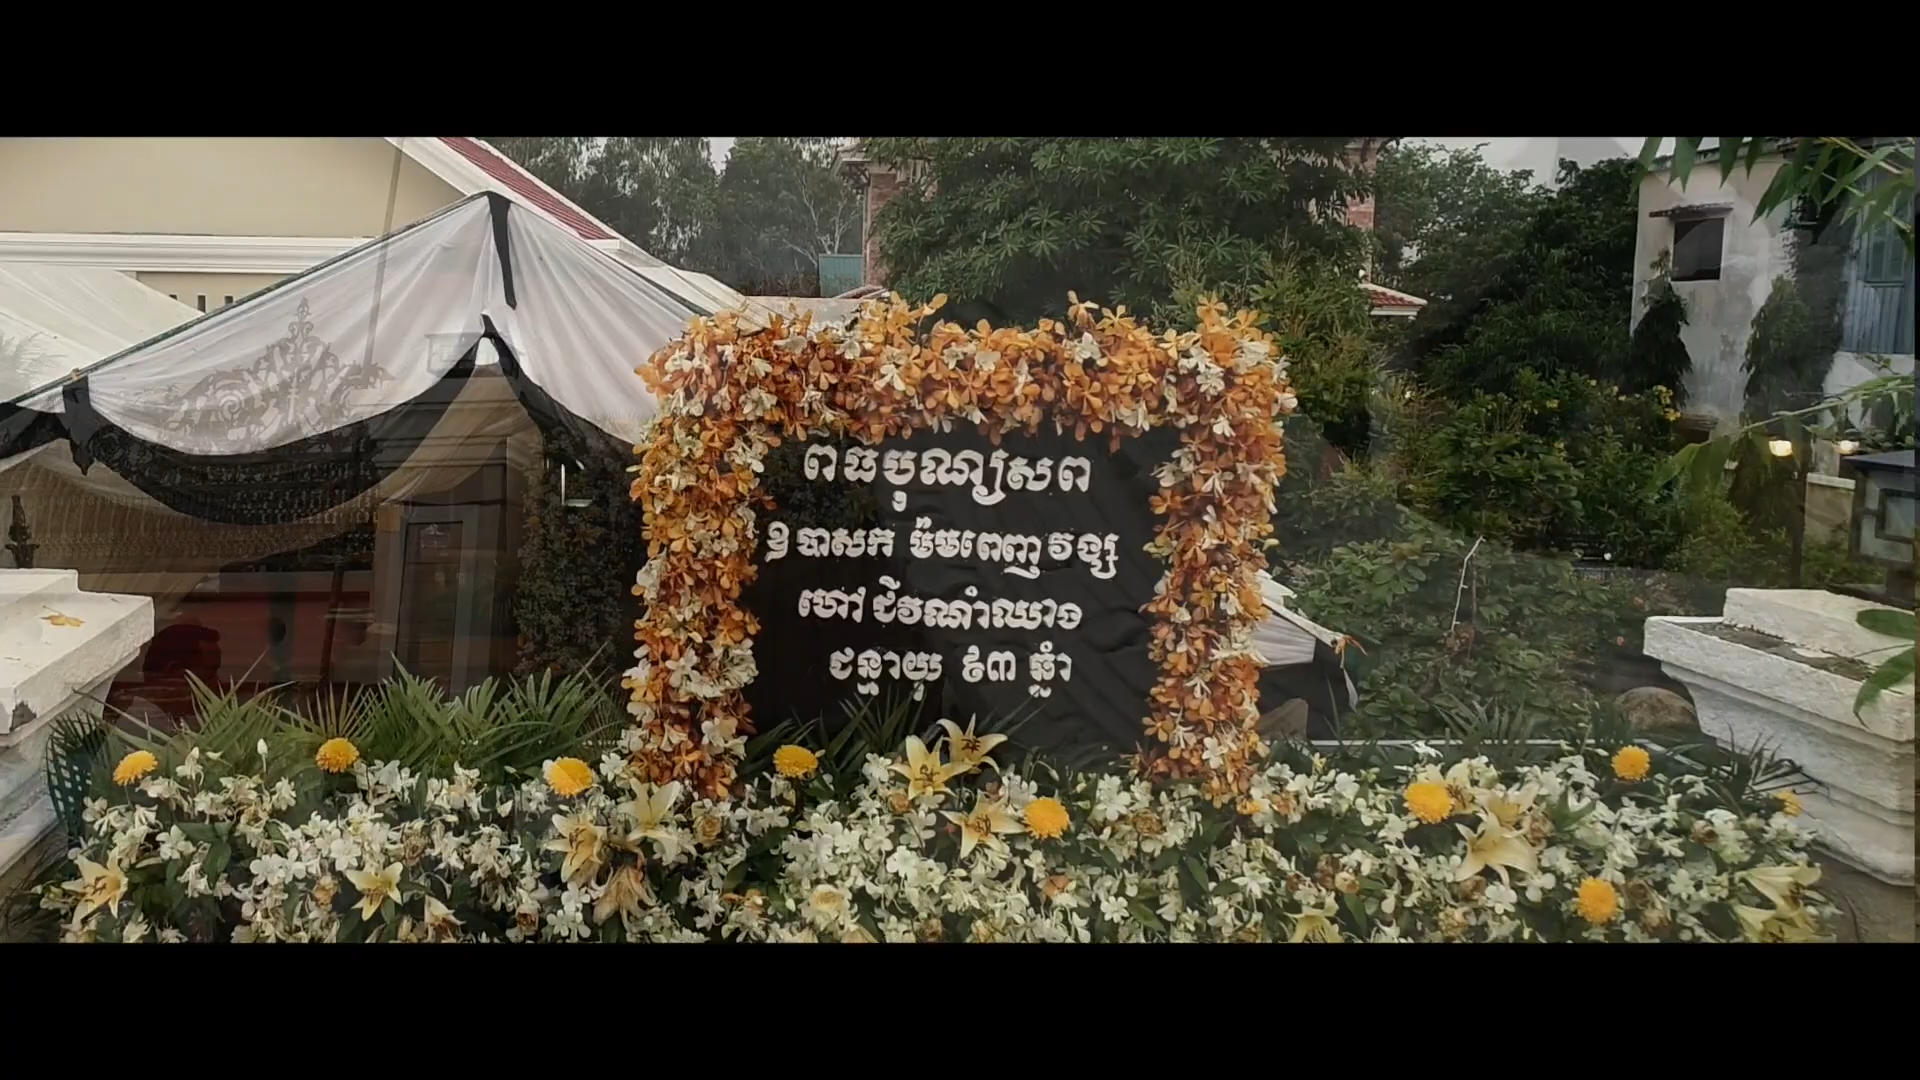 ពិធីបុណ្យសព
ឧបាសក ម៉មពេញវង្ស
ហៅ ជីវណាំឈាង
ជន្មាយុ ៩៣ ឆ្នាំ